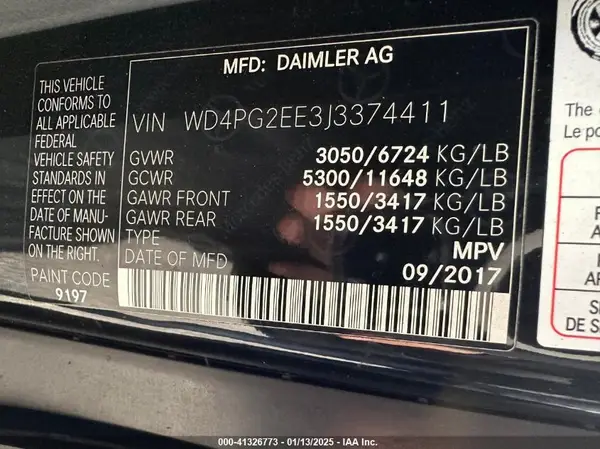 MFD: DAIMLER AG
THIS VEHICLE
CONFORMS TO
ALL APPLICABLE
FEDERAL
VEHICLE SAFETY
STANDARDS IN
EFFECT ON THE
DATE OF MANU-
FACTURE SHOWN
ON THE RIGHT.
PAINT CODE
9197
VIN WD4PG2EE3J3374411
GVWR 3050/6724 KG/LB
GCWR 5300/11648 KG/LB
GAWR FRONT 1550/3417 KG/LB
GAWR REAR 1550/3417 KG/LB
TYPE MPV
DATE OF MFD 09/2017
The
Le po
DE S
00-41326773 - 01/13/2025 - IAA Inc.